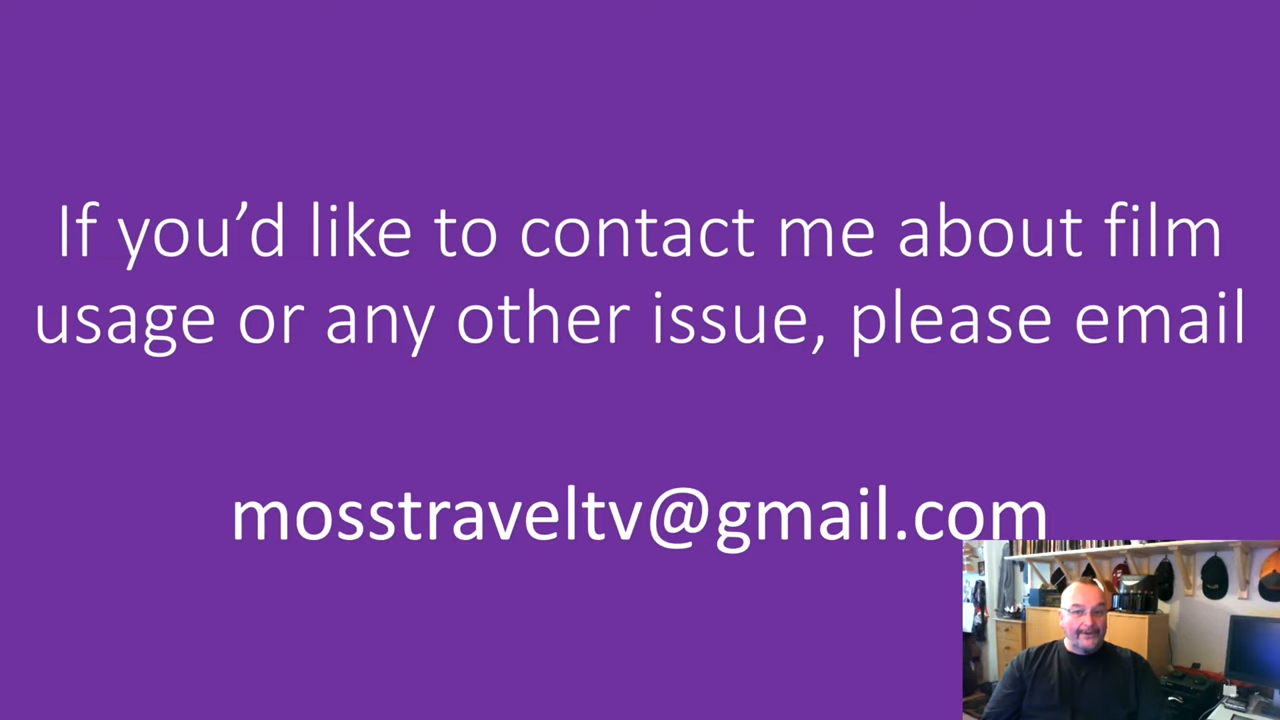 If you’d like to contact me about film
usage or any other issue, please email
mosstraveltv@gmail.com